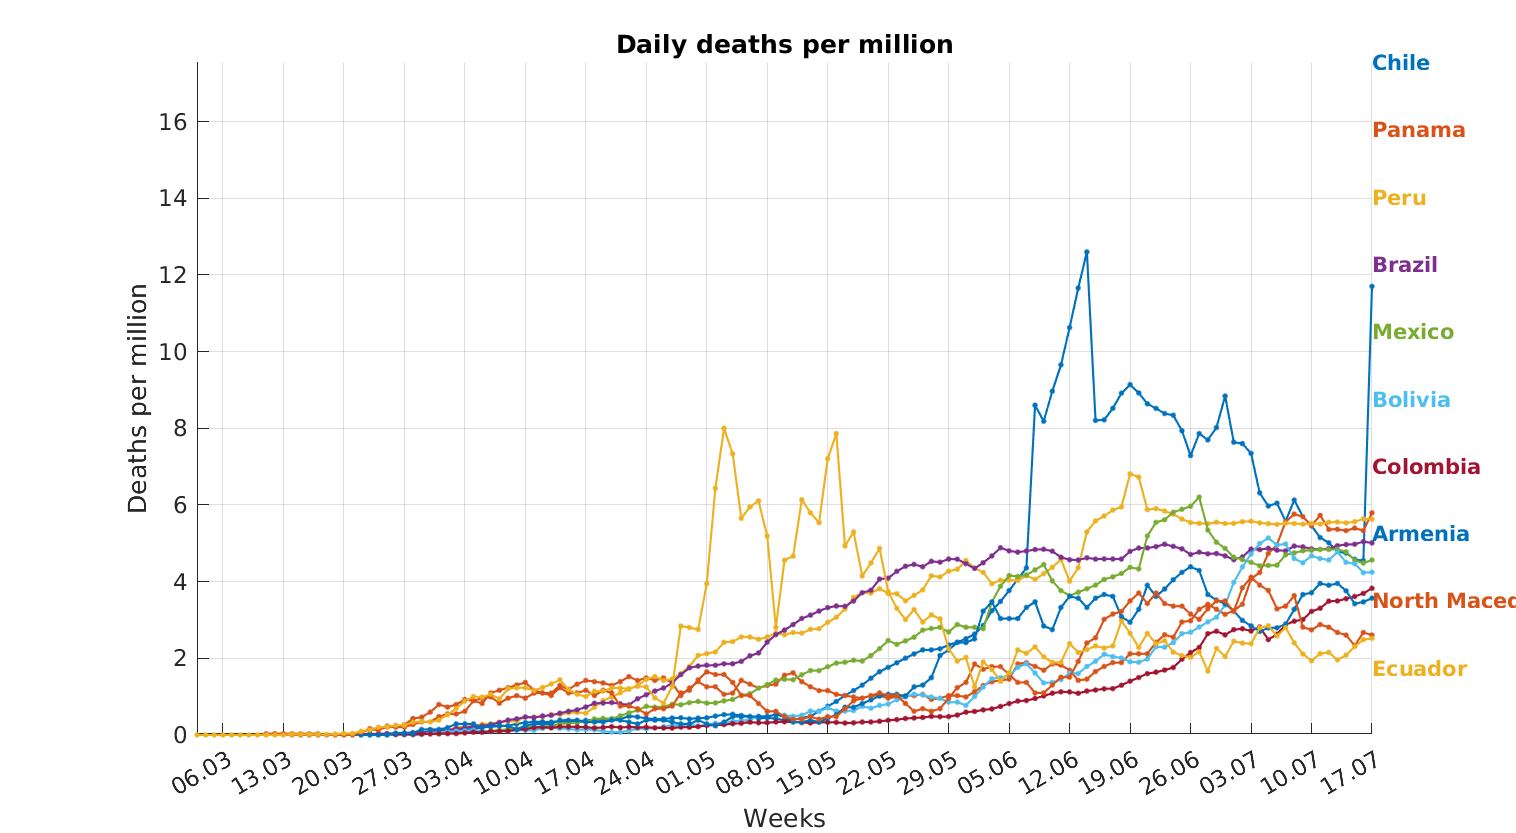 Daily deaths per million
Chile
Panama
Peru
Brazil
Mexico
Bolivia
Colombia
Armenia
North Maced
Ecuador
Deaths per million
16
14
12
10
8
6
4
2
0
06.03
13.03
20.03
27.03
03.04
10.04
17.04
24.04
01.05
08.05
15.05
22.05
29.05
05.06
12.06
19.06
26.06
03.07
10.07
17.07
Weeks